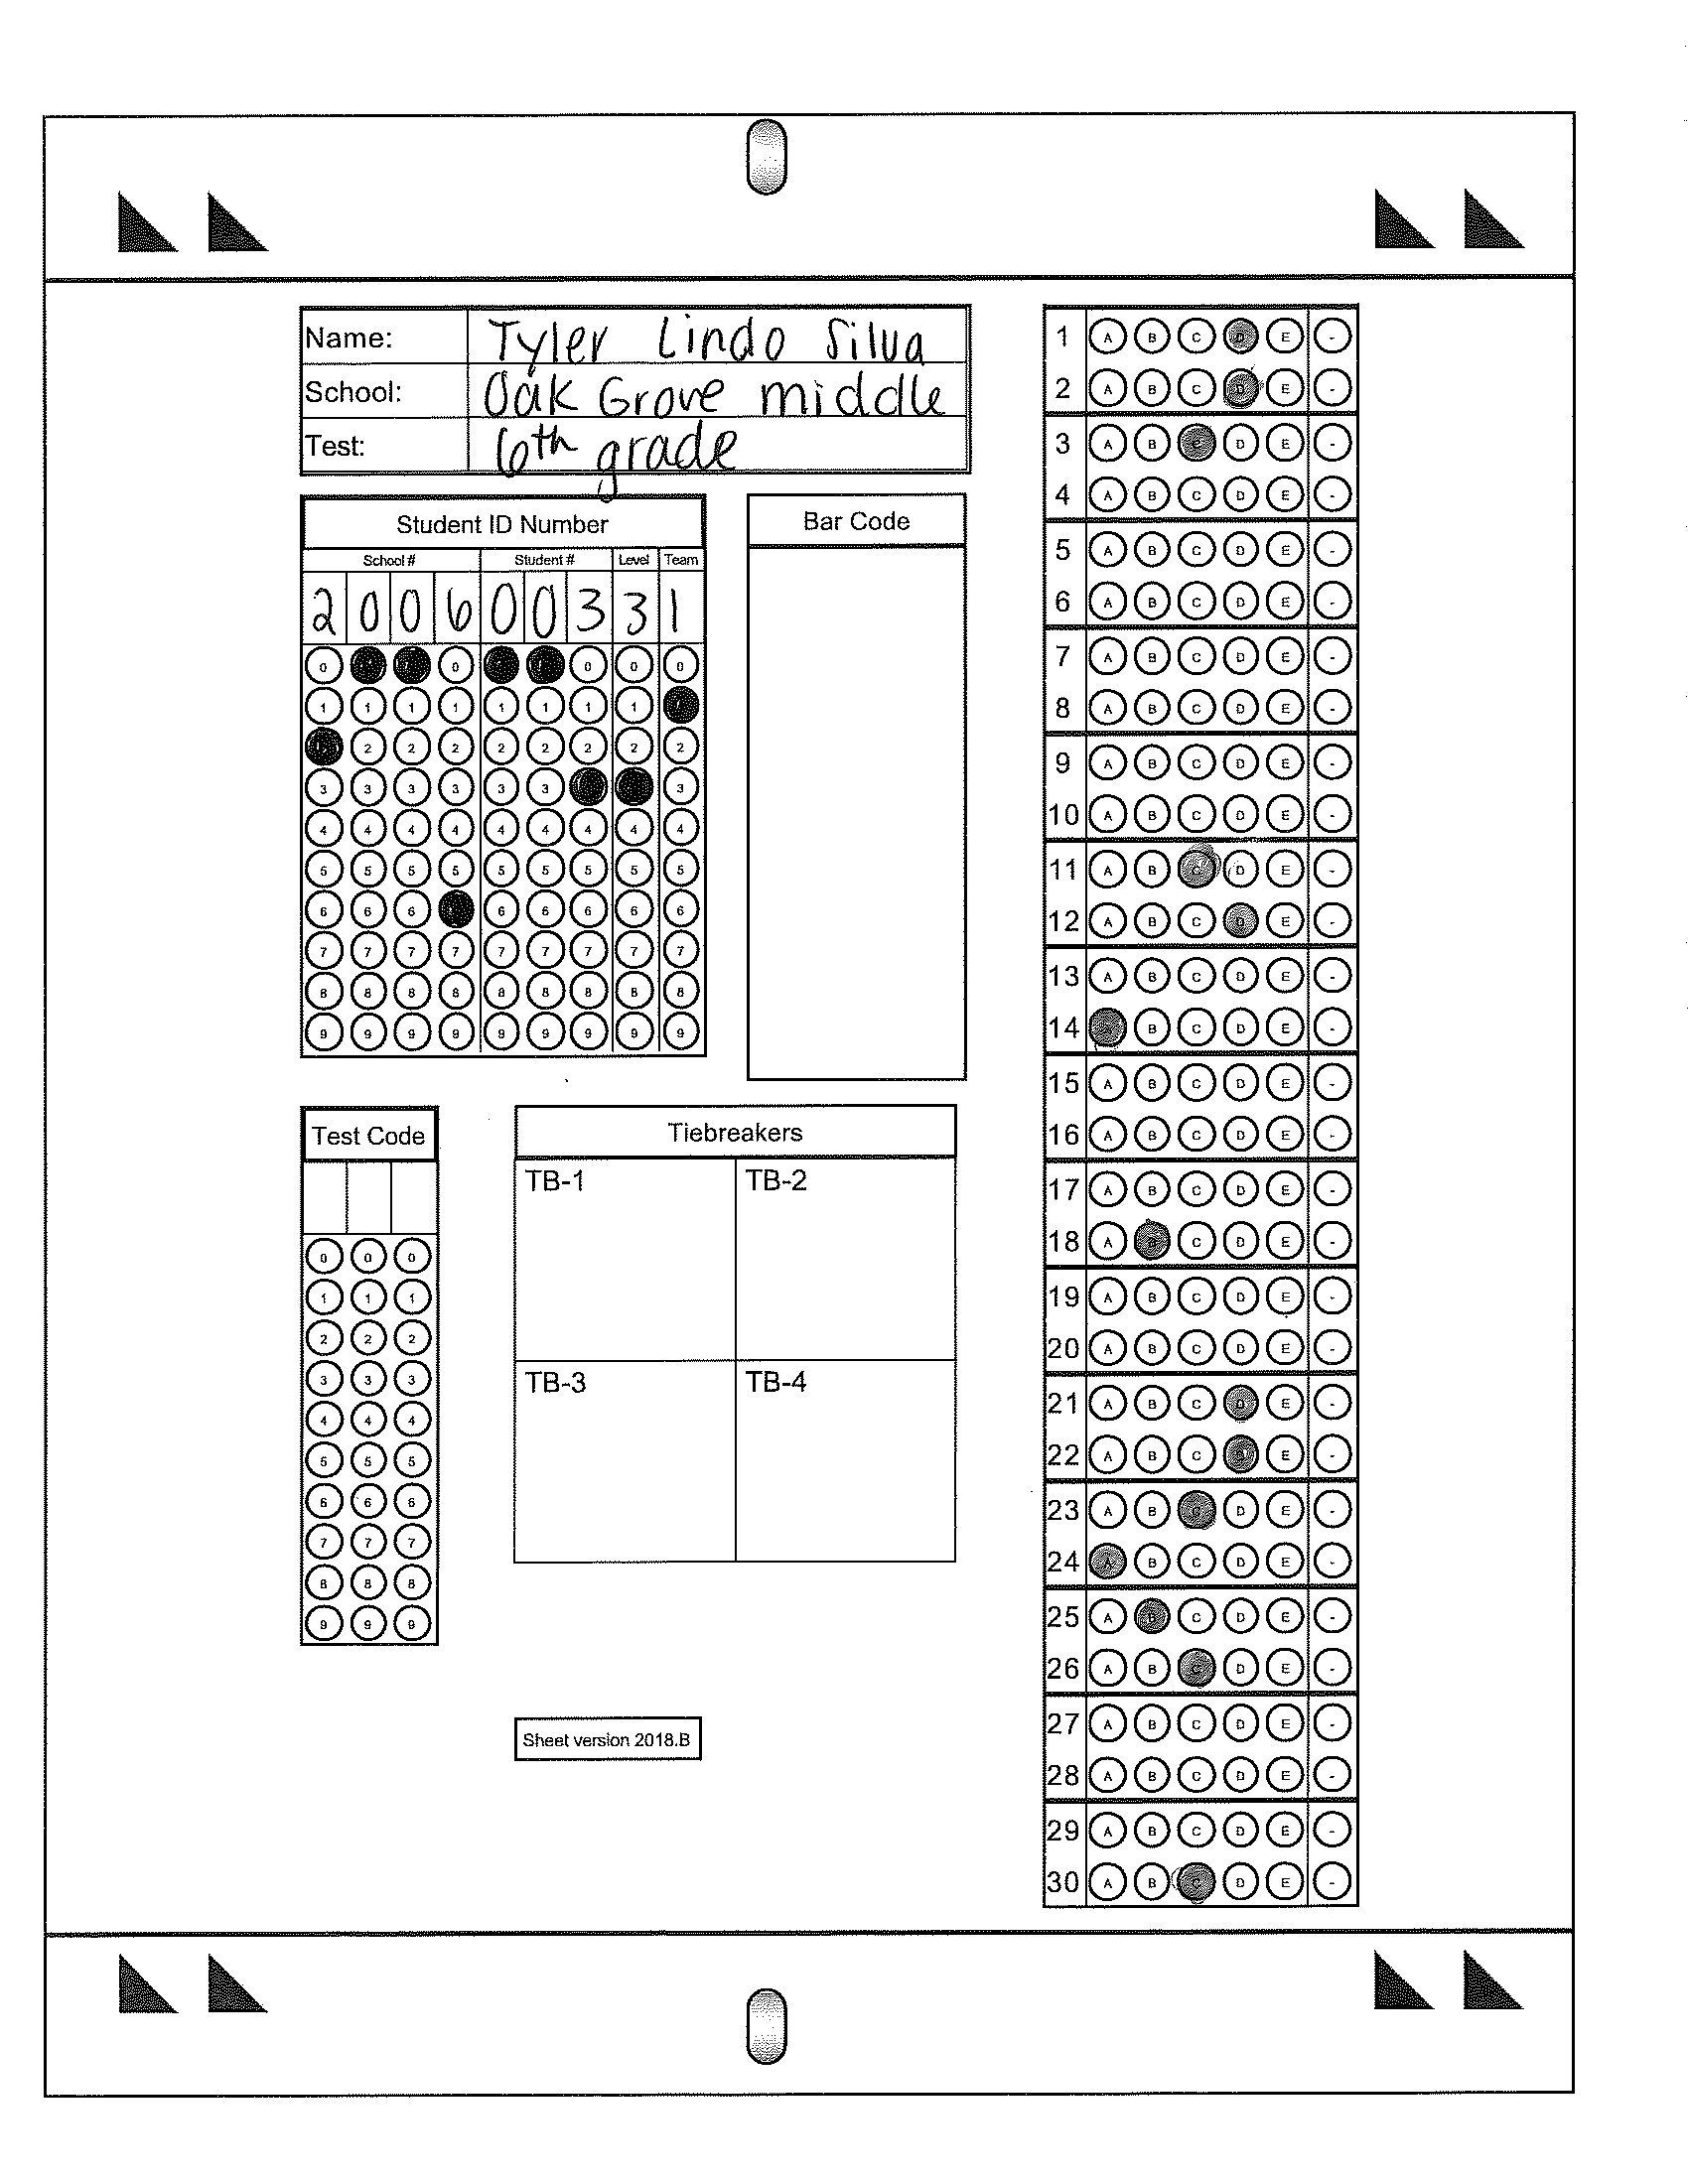 Name: Tyler Lindo Silva
School: Oak Grove middle
Test: 6th grade
Student ID Number
School # Student # Level Team
2 0 0 6 0 0 3 3 1
0 0 0 0 0
1 1 1 1 1 1 1 1
2 2 2 2 2 2 2 2
3 3 3 3 3 3 3
4 4 4 4 4 4 4 4 4
5 5 5 5 5 5 5 5 5
6 6 6 6 6 6 6 6
7 7 7 7 7 7 7 7 7
8 8 8 8 8 8 8 8 8
9 9 9 9 9 9 9 9 9
Bar Code
Test Code
0 0 0
1 1 1
2 2 2
3 3 3
4 4 4
5 5 5
6 6 6
7 7 7
8 8 8
9 9 9
Tiebreakers
TB-1 TB-2
TB-3 TB-4
Sheet version 2018.B
1 A B C D E -
2 A B C D E -
3 A B C D E -
4 A B C D E -
5 A B C D E -
6 A B C D E -
7 A B C D E -
8 A B C D E -
9 A B C D E -
10 A B C D E -
11 A B C D E -
12 A B C D E -
13 A B C D E -
14 A B C D E -
15 A B C D E -
16 A B C D E -
17 A B C D E -
18 A B C D E -
19 A B C D E -
20 A B C D E -
21 A B C D E -
22 A B C D E -
23 A B C D E -
24 A B C D E -
25 A B C D E -
26 A B C D E -
27 A B C D E -
28 A B C D E -
29 A B C D E -
30 A B C D E -